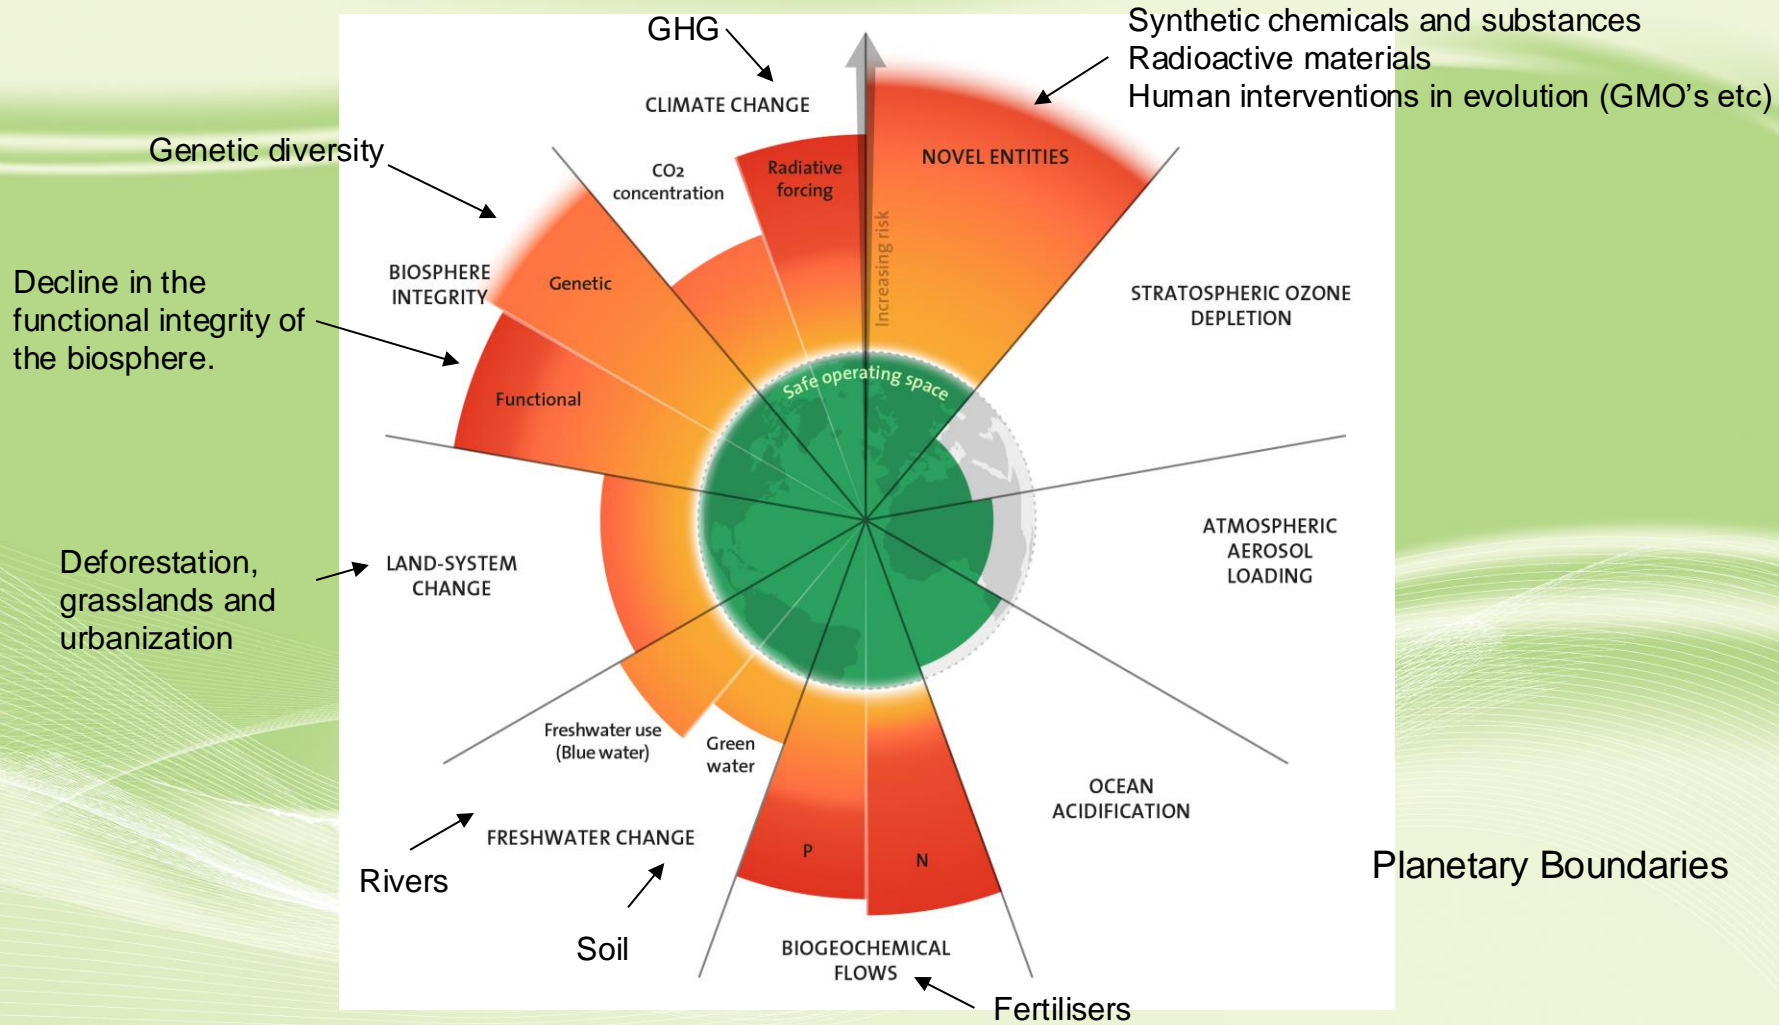 GHG
Synthetic chemicals and substances
Radioactive materials
Human interventions in evolution (GMO's etc)
CLIMATE CHANGE
Genetic diversity
CO2
concentration
Radiative
forcing
NOVEL ENTITIES
Increasing risk
BIOSPHERE
INTEGRITY
Genetic
Decline in the
functional integrity of
the biosphere.
STRATOSPHERIC OZONE
DEPLETION
Safe operating space
Functional
Deforestation,
grasslands and
urbanization
LAND-SYSTEM
CHANGE
ATMOSPHERIC
AEROSOL
LOADING
Freshwater use
(Blue water)
Green
water
OCEAN
ACIDIFICATION
FRESHWATER CHANGE
P
N
Planetary Boundaries
Rivers
Soil
BIOGEOCHEMICAL
FLOWS
Fertilisers